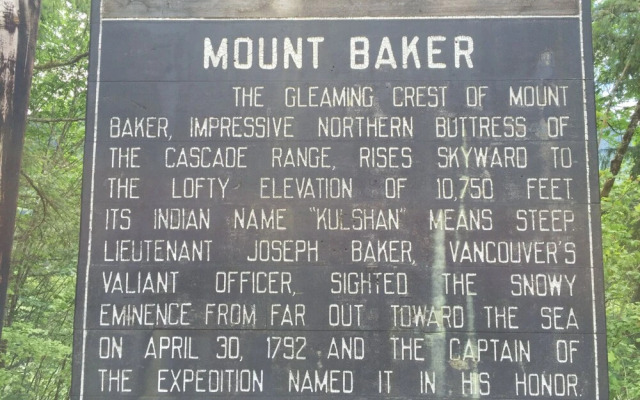 MOUNT BAKER
THE GLEAMING CREST OF MOUNT
BAKER, IMPRESSIVE NORTHERN BUTTRESS OF
THE CASCADE RANGE, RISES SKYWARD TO
THE LOFTY ELEVATION OF 10,750 FEET
ITS INDIAN NAME "KULSHAN" MEANS STEEP.
LIEUTENANT JOSEPH BAKER, VANCOUVER'S
VALIANT OFFICER, SIGHTED THE SNOWY
EMINENCE FROM FAR OUT TOWARD THE SEA
ON APRIL 30, 1792 AND THE CAPTAIN OF
THE EXPEDITION NAMED IT IN HIS HONOR.